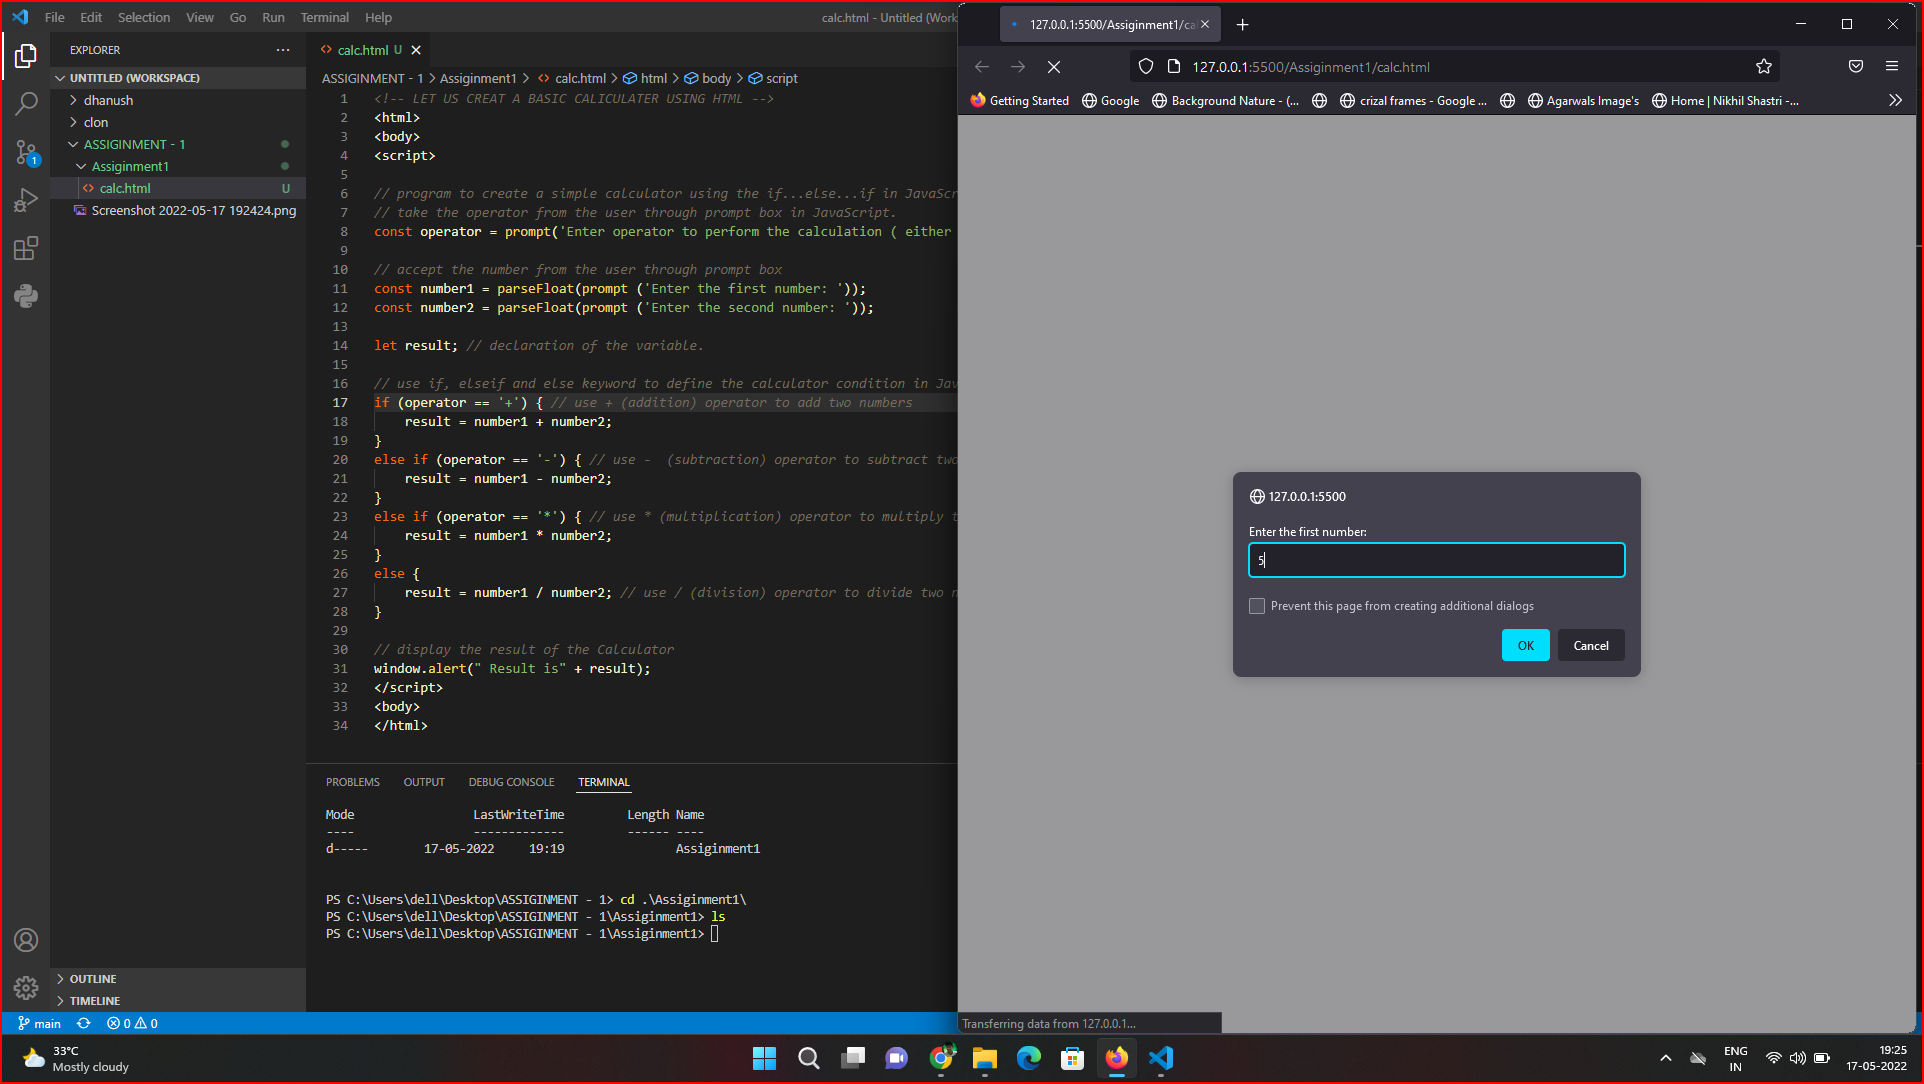 File Edit Selection View Go Run Terminal Help
calc.html - Untitled (Work
EXPLORER
UNTITLED (WORKSPACE)
dhanush
clon
ASSIGINMENT - 1
Assiginment1
calc.html U
Screenshot 2022-05-17 192424.png
OUTLINE
TIMELINE
1
calc.html U
ASSIGINMENT - 1 > Assiginment1 > calc.html > html > body > script
1 <!-- LET US CREAT A BASIC CALICULATER USING HTML -->
2 <html>
3 <body>
4 <script>
5
6 // program to create a simple calculator using the if...else...if in JavaScr
7 // take the operator from the user through prompt box in JavaScript.
8 const operator = prompt('Enter operator to perform the calculation ( either
9
10 // accept the number from the user through prompt box
11 const number1 = parseFloat(prompt ('Enter the first number: '));
12 const number2 = parseFloat(prompt ('Enter the second number: '));
13
14 let result; // declaration of the variable.
15
16 // use if, elseif and else keyword to define the calculator condition in Jav
17 if (operator == '+') { // use + (addition) operator to add two numbers
18 result = number1 + number2;
19 }
20 else if (operator == '-') { // use - (subtraction) operator to subtract two
21 result = number1 - number2;
22 }
23 else if (operator == '*') { // use * (multiplication) operator to multiply t
24 result = number1 * number2;
25 }
26 else {
27 result = number1 / number2; // use / (division) operator to divide two n
28 }
29
30 // display the result of the Calculator
31 window.alert(" Result is" + result);
32 </script>
33 <body>
34 </html>
PROBLEMS OUTPUT DEBUG CONSOLE TERMINAL
Mode LastWriteTime Length Name
---- ------------- ------ ----
d----- 17-05-2022 19:19 Assiginment1
PS C:\Users\dell\Desktop\ASSIGINMENT - 1> cd .\Assiginment1\
PS C:\Users\dell\Desktop\ASSIGINMENT - 1\Assiginment1> ls
PS C:\Users\dell\Desktop\ASSIGINMENT - 1\Assiginment1>
main 0 0
127.0.0.1:5500/Assiginment1/ca
127.0.0.1:5500/Assiginment1/calc.html
Getting Started Google Background Nature - (... crizal frames - Google ... Agarwals Image's Home | Nikhil Shastri -...
127.0.0.1:5500
Enter the first number:
5
Prevent this page from creating additional dialogs
OK Cancel
Transferring data from 127.0.0.1...
33°C
Mostly cloudy
ENG
IN
19:25
17-05-2022